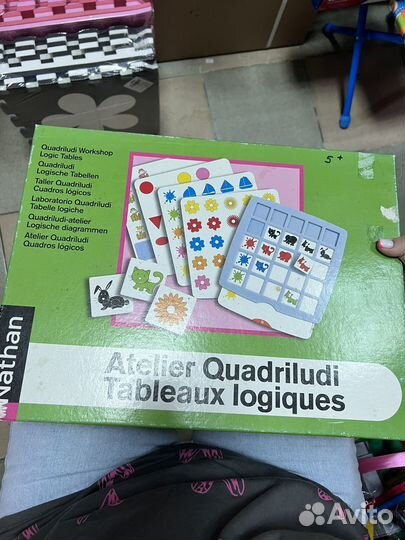 Quadriludi Workshop
Logic Tables
Quadriludi
Logische Tabellen
Taller Quadriludi
Cuadros lógicos
Laboratorio Quadriludi
Tabelle logiche
Quadriludi-atelier
Logische diagrammen
Atelier Quadriludi
Quadros logicos
5+
Nathan
Atelier Quadriludi
Tableaux logiques
Avito